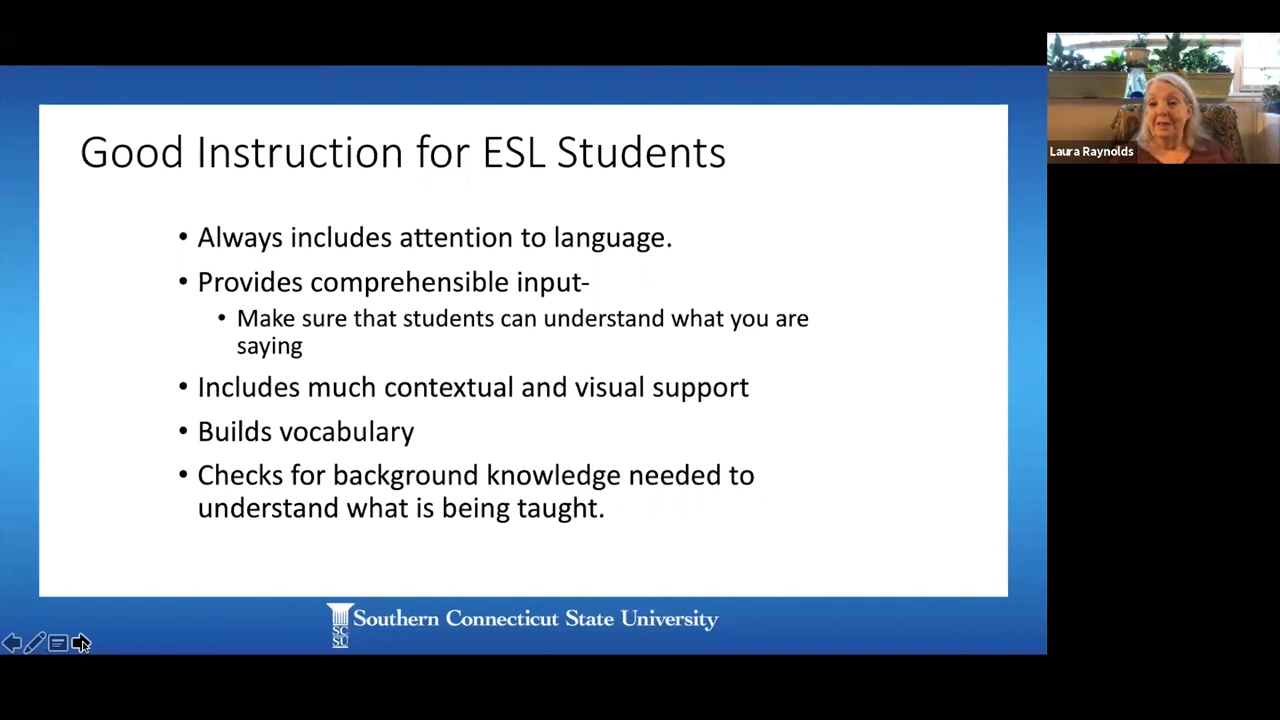 Good Instruction for ESL Students
• Always includes attention to language.
• Provides comprehensible input-
• Make sure that students can understand what you are
saying
• Includes much contextual and visual support
• Builds vocabulary
• Checks for background knowledge needed to
understand what is being taught.
SC
SU
Southern Connecticut State University
Laura Raynolds